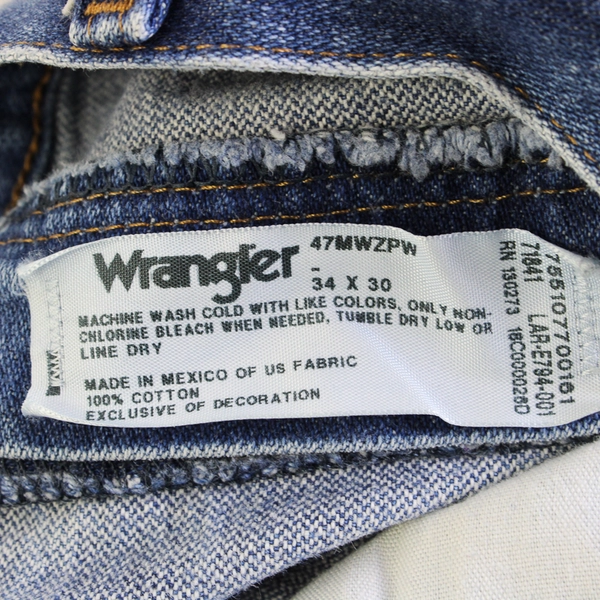 Wrangler
47MWZPW
-
34 X 30
MACHINE WASH COLD WITH LIKE COLORS, ONLY NON-
CHLORINE BLEACH WHEN NEEDED, TUMBLE DRY LOW OR
LINE DRY
MADE IN MEXICO OF US FABRIC
100% COTTON
EXCLUSIVE OF DECORATION
755107700161
71841 LAR-E794-001
RN 130273 18C000026D